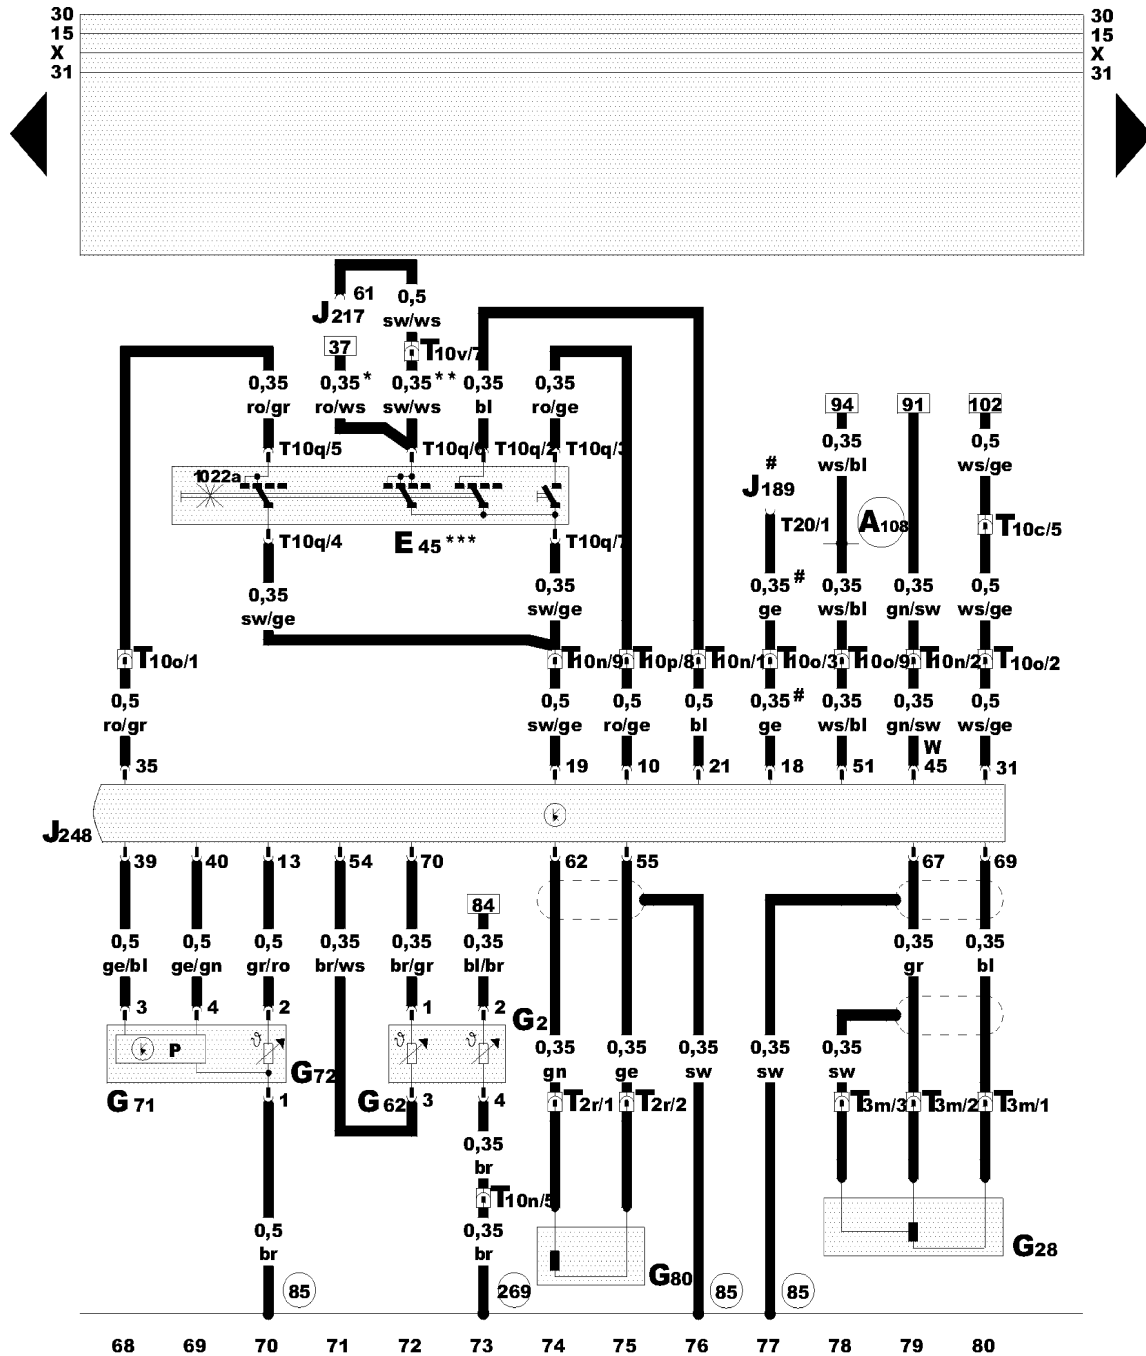 30 30
15 15
X X
31 31
61 0,5
J217 sw/ws
37 T10v/7
0,35 0,35* 0,35** 0,35 0,35
ro/gr ro/ws sw/ws bl ro/ge
94 91 102
0,35 0,5
ws/bl ws/ge
T10q/5 T10q/6 T10q/2 T10q/3
1022a
#
J189
T20/1 A108 T10c/5
T10q/4 E45*** T10q/7
0,35 0,35 0,35# 0,35 0,35 0,5
sw/ge sw/ge ge ws/bl gn/sw ws/ge
T10o/1 T10n/9 T10p/8 T10n/1 T10o/3 T10o/9 T10n/2 T10o/2
0,5 0,5 0,5 0,5 0,35# 0,35 0,35 0,5
ro/gr sw/ge ro/ge bl ge ws/bl gn/sw ws/ge
W
35 19 10 21 18 51 45 31
J248
39 40 13 54 70 62 55 67 69
84
0,5 0,5 0,5 0,35 0,35 0,35 0,35 0,35
ge/bl ge/gn gr/ro br/ws br/gr bl/br gr bl
3 4 2 1 2 G2
P
ϑ ϑ ϑ
0,35 0,35 0,35 0,35 0,35
gn ge sw sw sw
G72
G71 1 G62 3 4 T2r/1 T2r/2 T3m/3 T3m/2 T3m/1
0,35
br
T10n/5
0,5 0,35
br br
G80 G28
85 269 85 85
68 69 70 71 72 73 74 75 76 77 78 79 80